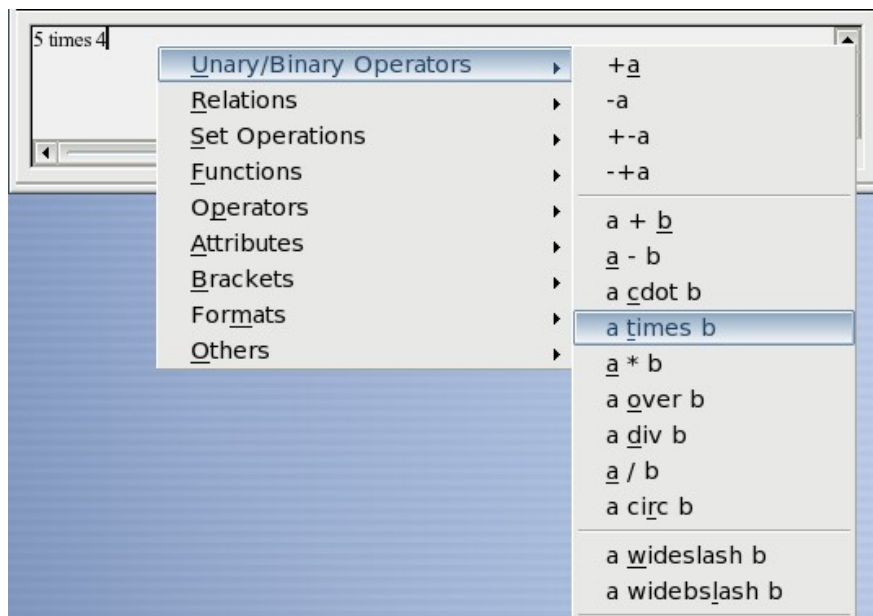 5 times 4
Unary/Binary Operators
Relations
Set Operations
Functions
Operators
Attributes
Brackets
Formats
Others
+a
-a
+-a
-+a
a + b
a - b
a cdot b
a times b
a * b
a over b
a div b
a / b
a circ b
a wideslash b
a widebslash b